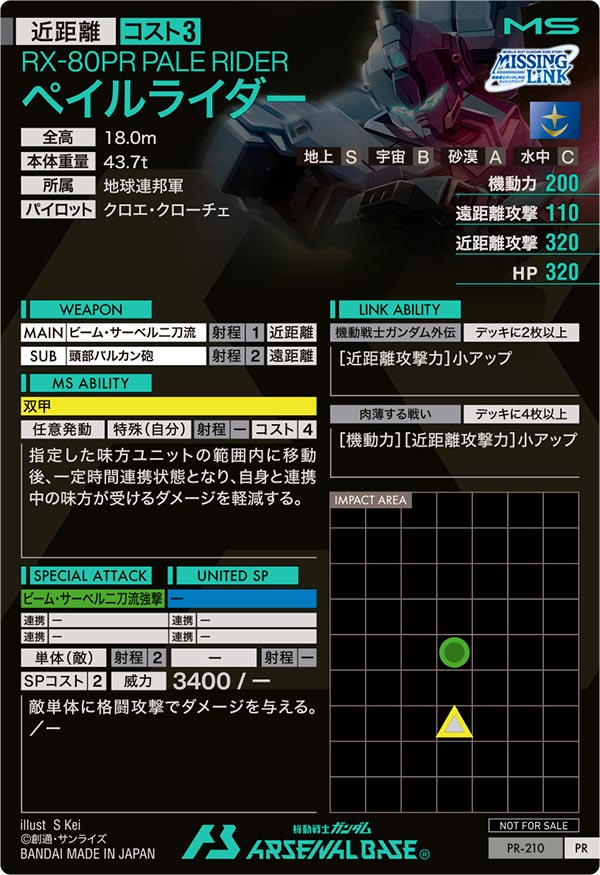 近距離 コスト3 MS
RX-80PR PALE RIDER
ペイルライダー
MOBILE SUIT GUNDAM SIDE STORY
MISSING LINK
全高 18.0m
本体重量 43.7t
所属 地球連邦軍
パイロット クロエ・クローチェ
地上 S 宇宙 B 砂漠 A 水中 C
機動力 200
遠距離攻撃 110
近距離攻撃 320
HP 320
WEAPON
MAIN ビーム・サーベル二刀流 射程 1 近距離
SUB 頭部バルカン砲 射程 2 遠距離
MS ABILITY
双甲
任意発動 特殊(自分) 射程 — コスト 4
指定した味方ユニットの範囲内に移動
後、一定時間連携状態となり、自身と連携
中の味方が受けるダメージを軽減する。
LINK ABILITY
機動戦士ガンダム外伝 デッキに2枚以上
[近距離攻撃力]小アップ
肉薄する戦い デッキに4枚以上
[機動力][近距離攻撃力]小アップ
IMPACT AREA
SPECIAL ATTACK UNITED SP
ビーム・サーベル二刀流強撃 —
連携 — 連携 —
連携 — 連携 —
単体(敵) 射程 2 — 射程 —
SPコスト 2 威力 3400 / —
敵単体に格闘攻撃でダメージを与える。
/—
illust S Kei
©創通・サンライズ
BANDAI MADE IN JAPAN
機動戦士ガンダム
ARSENAL BASE®
NOT FOR SALE
PR-210 PR